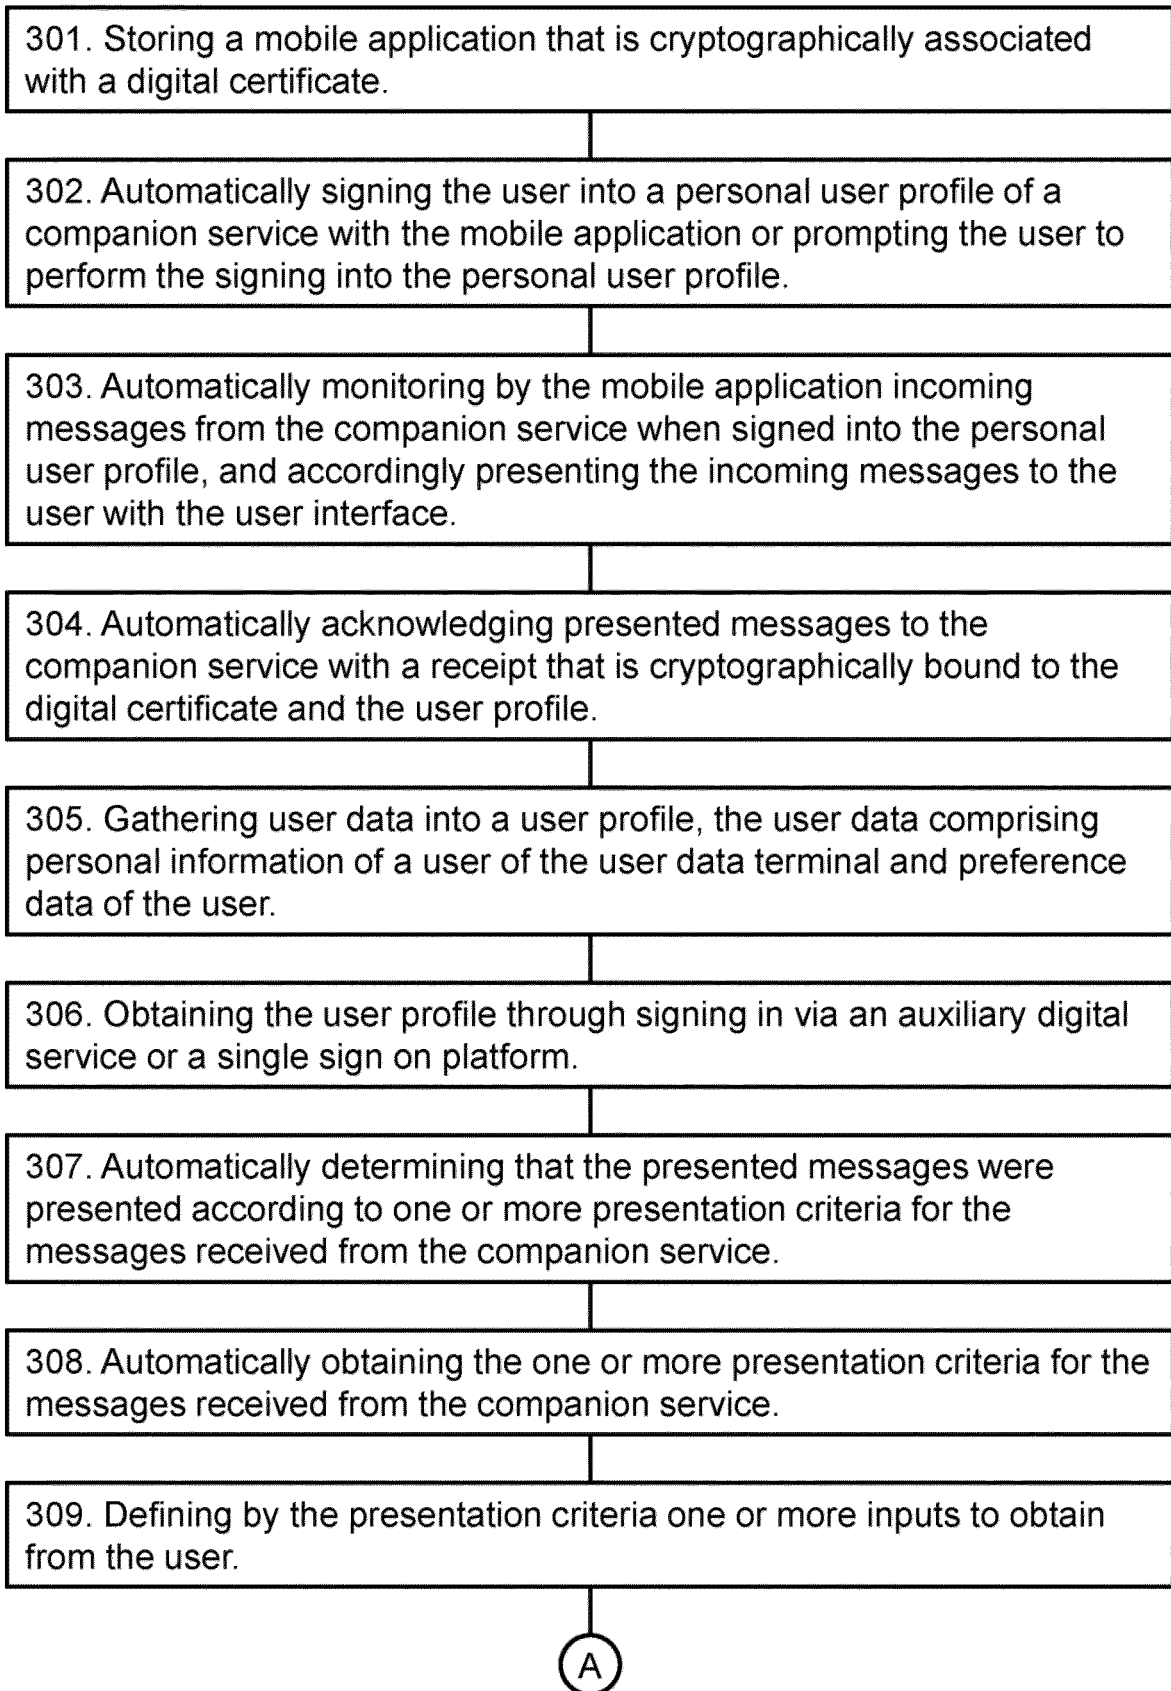 301. Storing a mobile application that is cryptographically associated
with a digital certificate.
302. Automatically signing the user into a personal user profile of a
companion service with the mobile application or prompting the user to
perform the signing into the personal user profile.
303. Automatically monitoring by the mobile application incoming
messages from the companion service when signed into the personal
user profile, and accordingly presenting the incoming messages to the
user with the user interface.
304. Automatically acknowledging presented messages to the
companion service with a receipt that is cryptographically bound to the
digital certificate and the user profile.
305. Gathering user data into a user profile, the user data comprising
personal information of a user of the user data terminal and preference
data of the user.
306. Obtaining the user profile through signing in via an auxiliary digital
service or a single sign on platform.
307. Automatically determining that the presented messages were
presented according to one or more presentation criteria for the
messages received from the companion service.
308. Automatically obtaining the one or more presentation criteria for the
messages received from the companion service.
309. Defining by the presentation criteria one or more inputs to obtain
from the user.
A